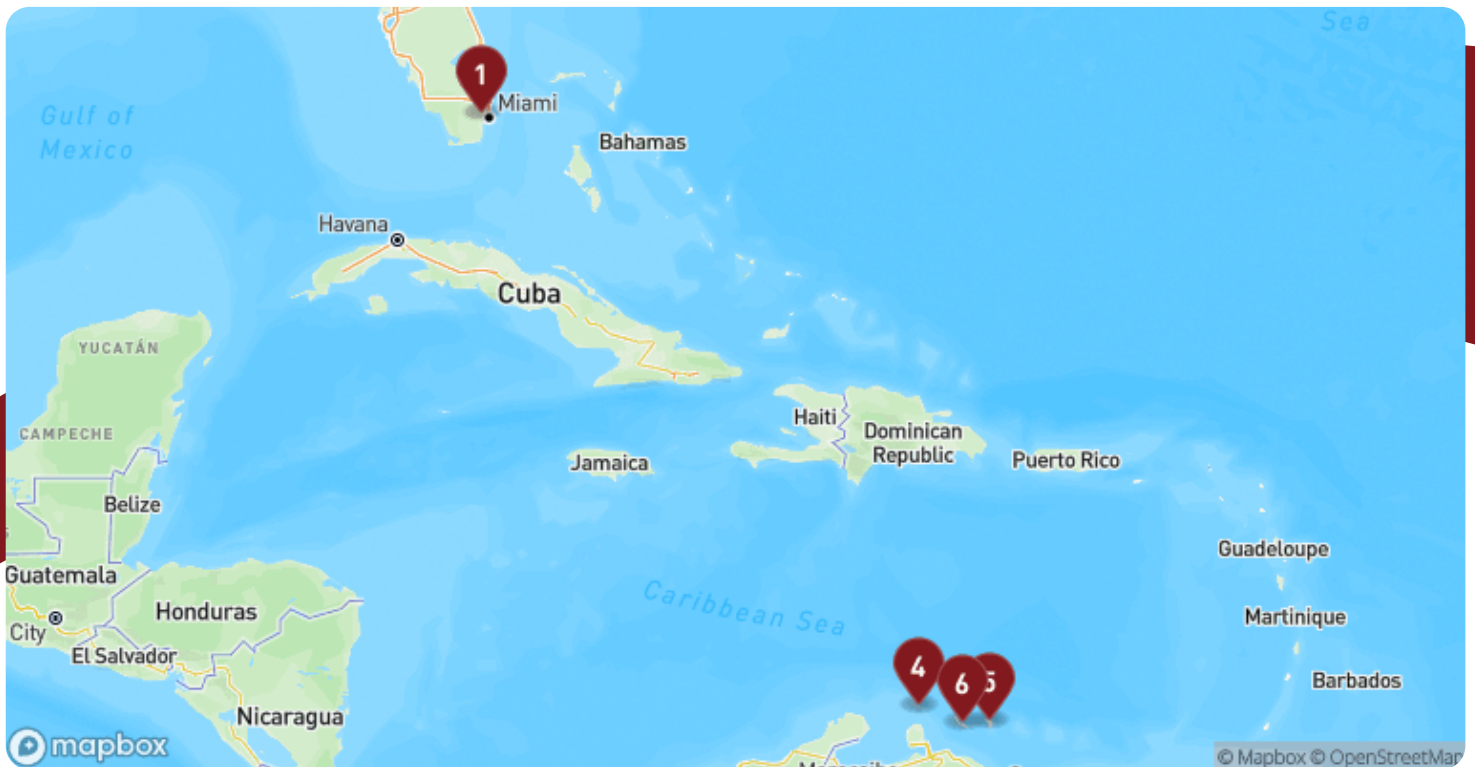 Sea
1
Miami
Gulf of
Mexico
Bahamas
Havana
Cuba
YUCATÁN
Haiti
Dominican
Republic
CAMPECHE
Jamaica
Puerto Rico
Belize
Guadeloupe
Guatemala
Honduras
Caribbean Sea
Martinique
City
El Salvador
4
6
5
Barbados
Nicaragua
mapbox
© Mapbox © OpenStreetMap